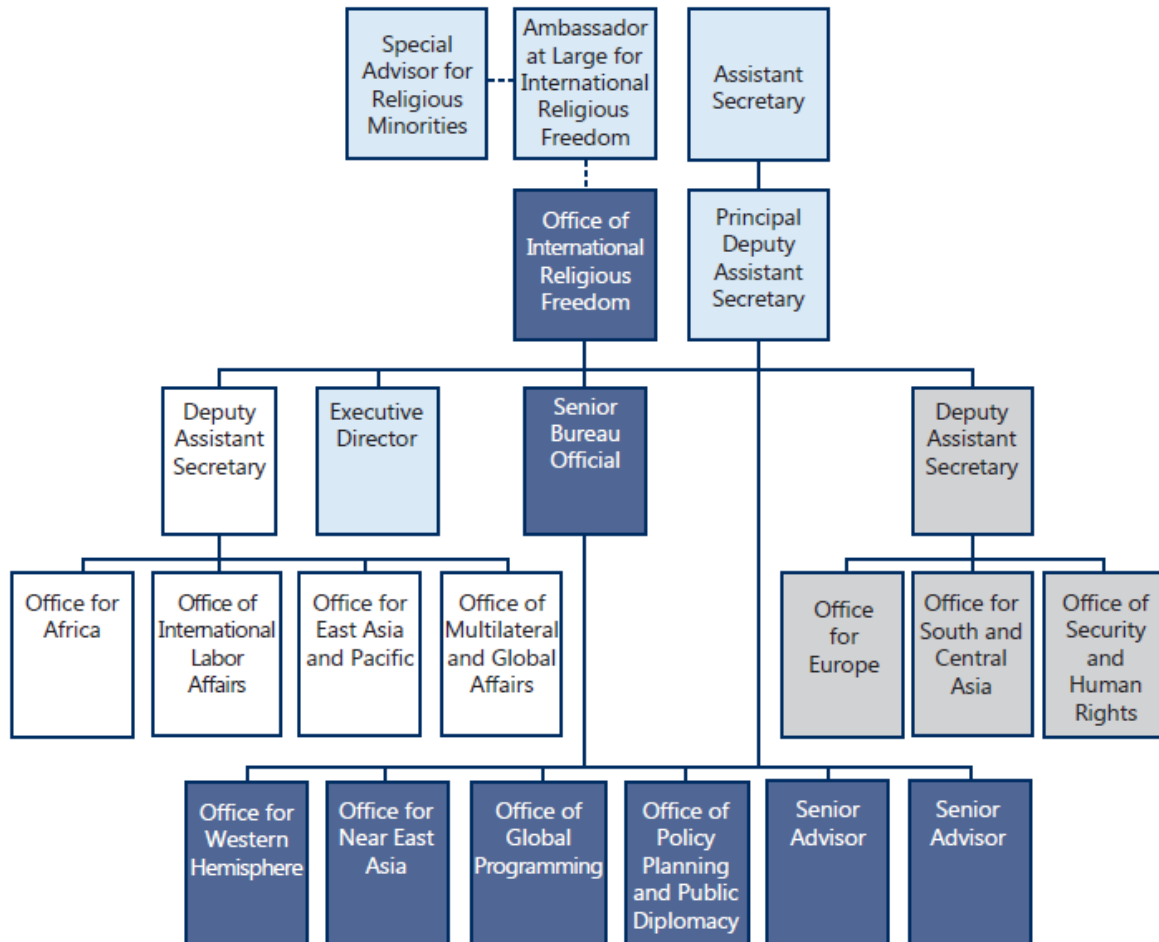 Special
Advisor for
Religious
Minorities
Ambassador
at Large for
International
Religious
Freedom
Assistant
Secretary
Office of
International
Religious
Freedom
Principal
Deputy
Assistant
Secretary
Deputy
Assistant
Secretary
Executive
Director
Senior
Bureau
Official
Deputy
Assistant
Secretary
Office for
Africa
Office of
International
Labor
Affairs
Office for
East Asia
and Pacific
Office of
Multilateral
and Global
Affairs
Office
for
Europe
Office for
South and
Central
Asia
Office of
Security
and
Human
Rights
Office for
Western
Hemisphere
Office for
Near East
Asia
Office of
Global
Programming
Office of
Policy
Planning
and Public
Diplomacy
Senior
Advisor
Senior
Advisor